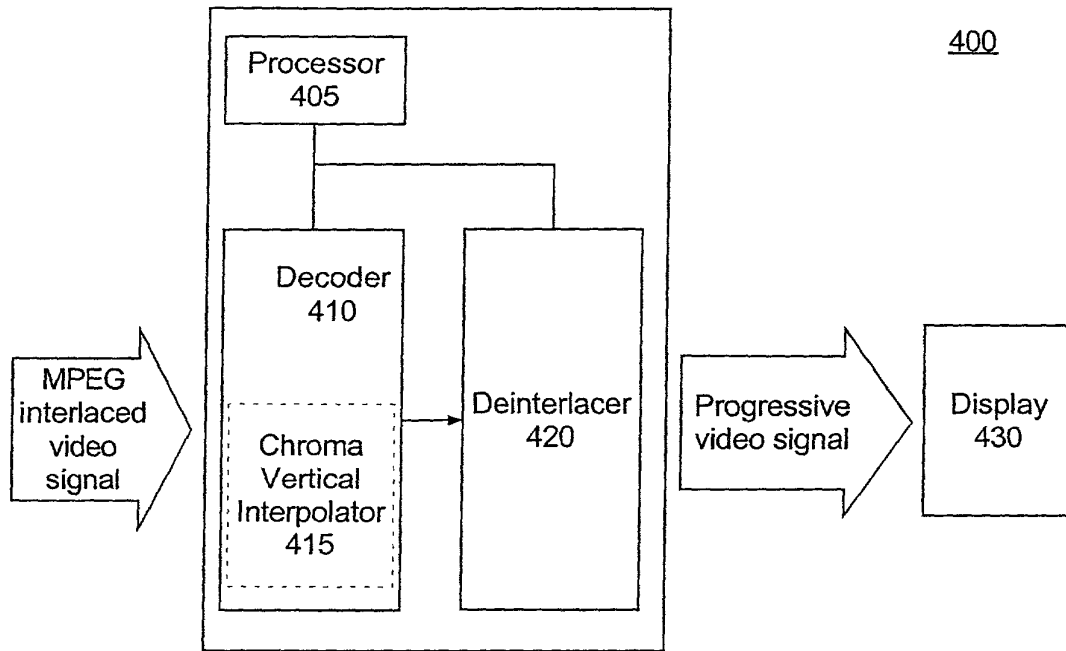 400
Processor
405
Decoder
410
MPEG
interlaced
video
signal
Chroma
Vertical
Interpolator
415
Deinterlacer
420
Progressive
video signal
Display
430